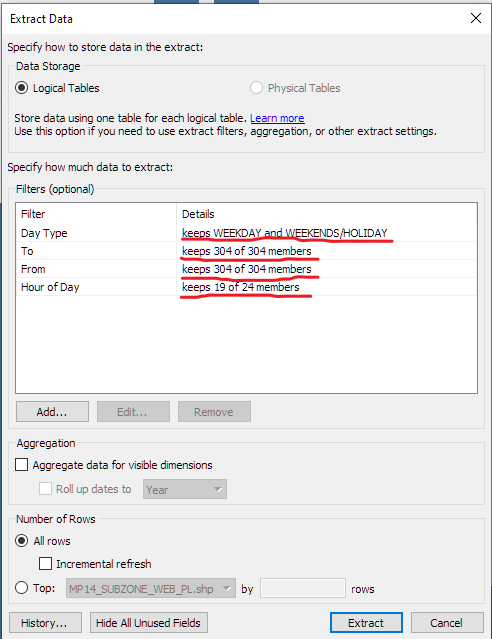 Extract Data
Specify how to store data in the extract:
Data Storage
Logical Tables
Physical Tables
Store data using one table for each logical table. Learn more
Use this option if you need to use extract filters, aggregation, or other extract settings.
Specify how much data to extract:
Filters (optional)
Filter Details
Day Type keeps WEEKDAY and WEEKENDS/HOLIDAY
To keeps 304 of 304 members
From keeps 304 of 304 members
Hour of Day keeps 19 of 24 members
Add... Edit... Remove
Aggregation
Aggregate data for visible dimensions
Roll up dates to Year
Number of Rows
All rows
Incremental refresh
Top: MP14_SUBZONE_WEB_PL.shp by rows
History... Hide All Unused Fields Extract Cancel